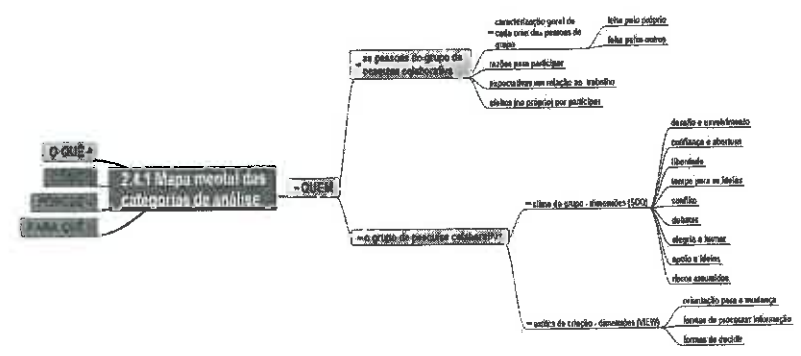 O QUÊ
PARA QUÊ
2.4.1 Mapa mental das
categorias de análise
QUEM
as pessoas do grupo de
pesquisa colaborativa
caracterização geral de
cada uma das pessoas do
grupo
feita pelo próprio
feita pelos outros
razões para participar
expectativas em relação ao trabalho
efeitos (no próprio) por participar
o grupo de pesquisa colaborativa
clima de grupo - dimensões (SOQ)
desafio e envolvimento
confiança e abertura
liberdade
tempo para as ideias
conflito
debates
alegria e humor
apoio a ideias
riscos assumidos
estilos de criação - dimensões (VIEW)
orientação para a mudança
formas de processar informação
formas de decidir